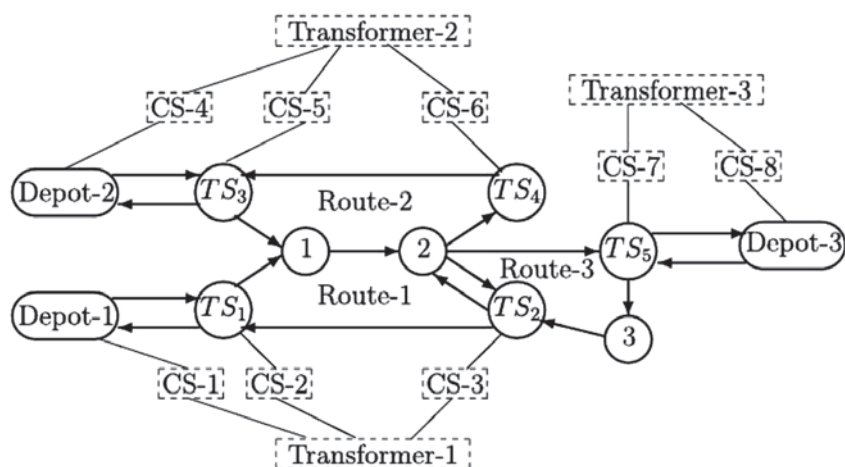 Transformer-2
Transformer-3
CS-4
CS-5
CS-6
CS-7
CS-8
Depot-2
TS₃
Route-2
TS₄
1
2
TS₅
Depot-3
Route-3
Route-1
Depot-1
TS₁
TS₂
3
CS-1
CS-2
CS-3
Transformer-1